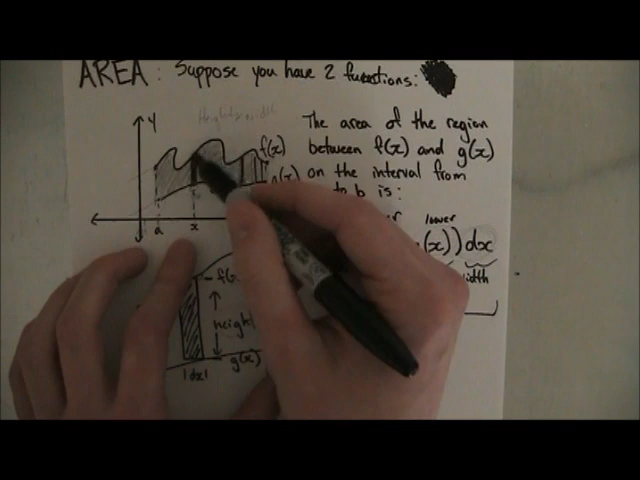 AREA: Suppose you have 2 functions:
Height x width
y
The area of the region
f(x)
between f(x) and g(x)
g(x)
on the interval from
to b is:
a
x
lower
(x))dx
f(x)
height
width
g(x)
|dx|